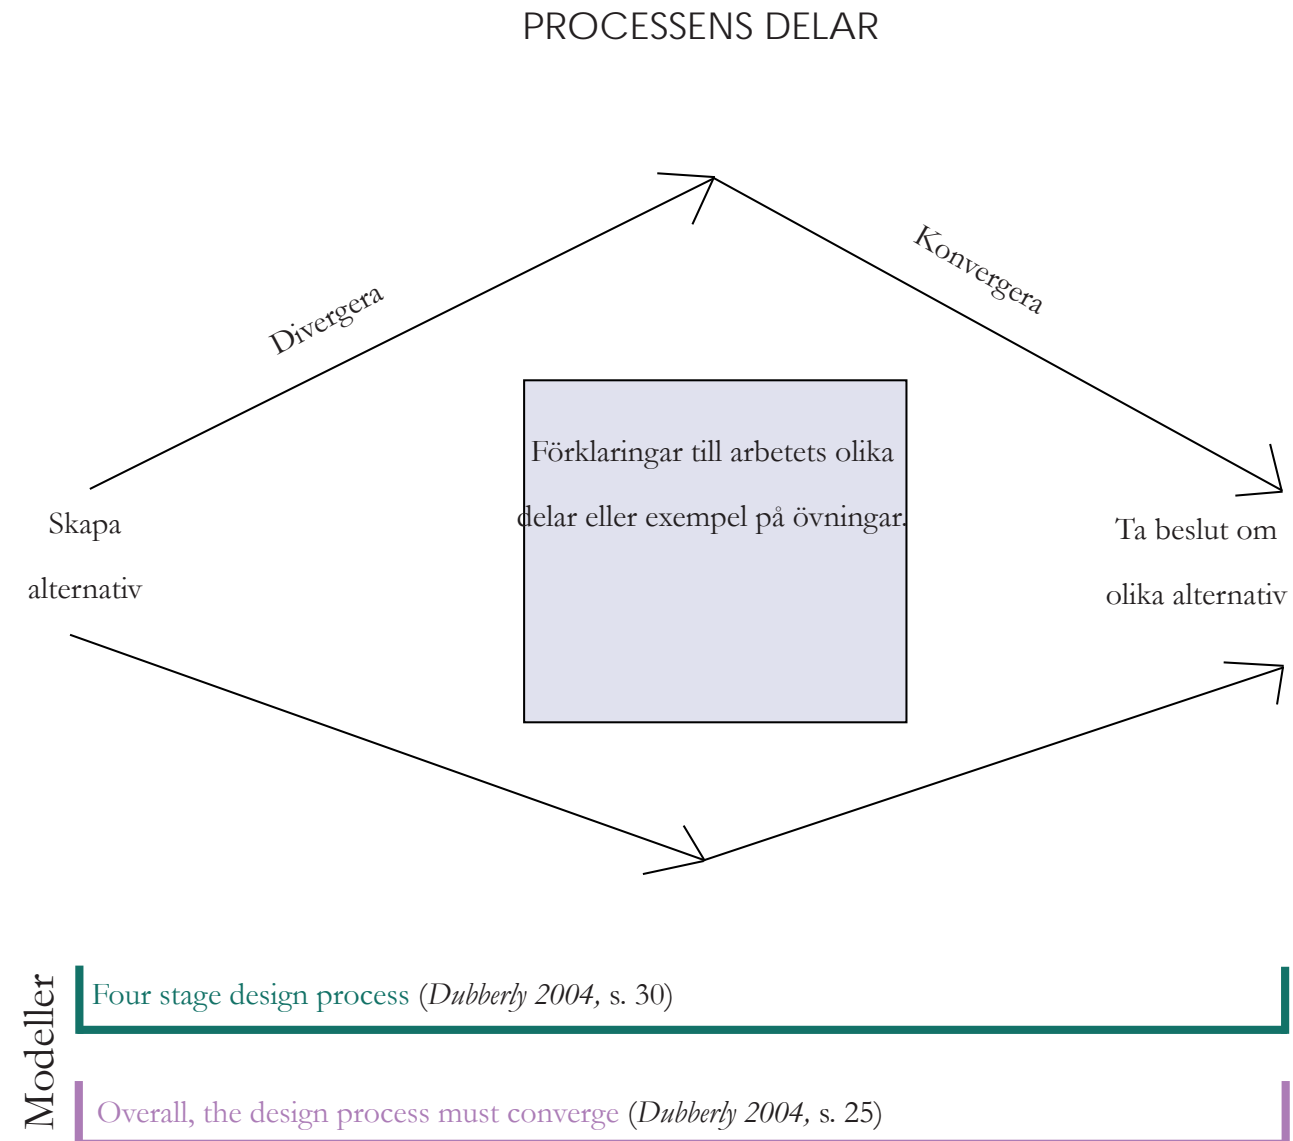 PROCESSENS DELAR
Divergera
Konvergera
Förklaringar till arbetets olika
delar eller exempel på övningar.
Skapa
alternativ
Ta beslut om
olika alternativ
Modeller
Four stage design process (Dubberly 2004, s. 30)
Overall, the design process must converge (Dubberly 2004, s. 25)